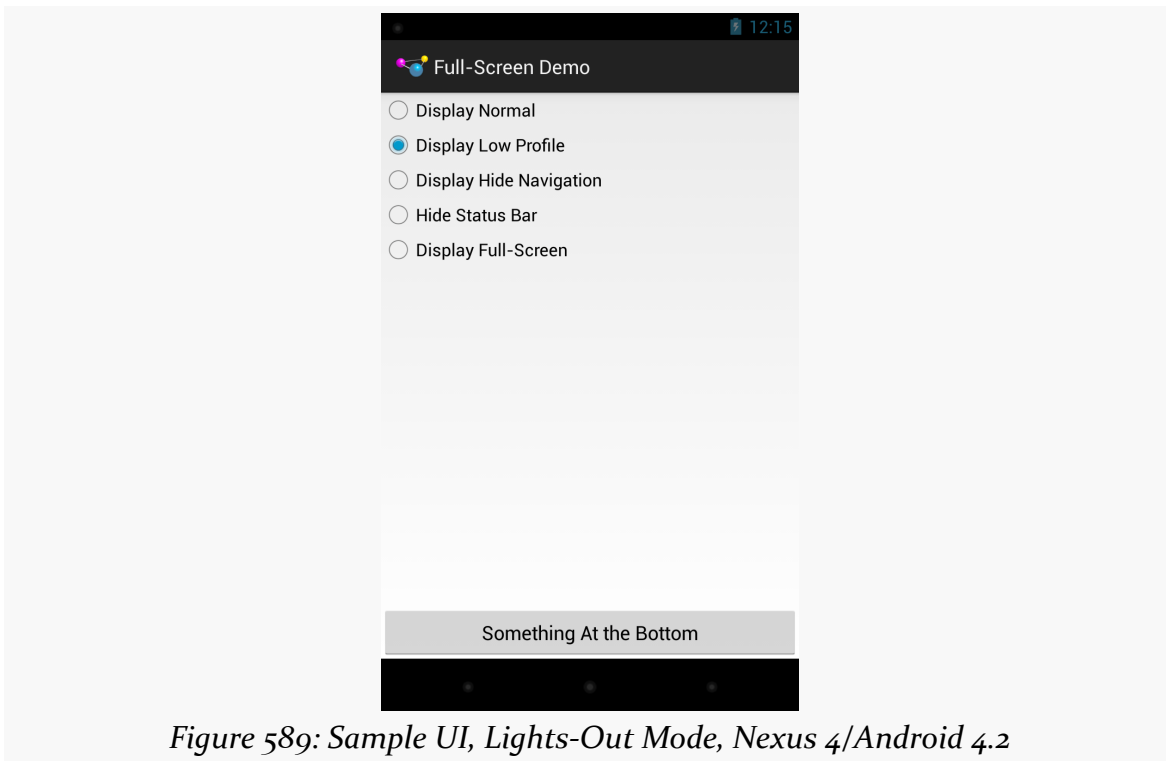 12:15
Full-Screen Demo
Display Normal
Display Low Profile
Display Hide Navigation
Hide Status Bar
Display Full-Screen
Something At the Bottom
Figure 589: Sample UI, Lights-Out Mode, Nexus 4/Android 4.2